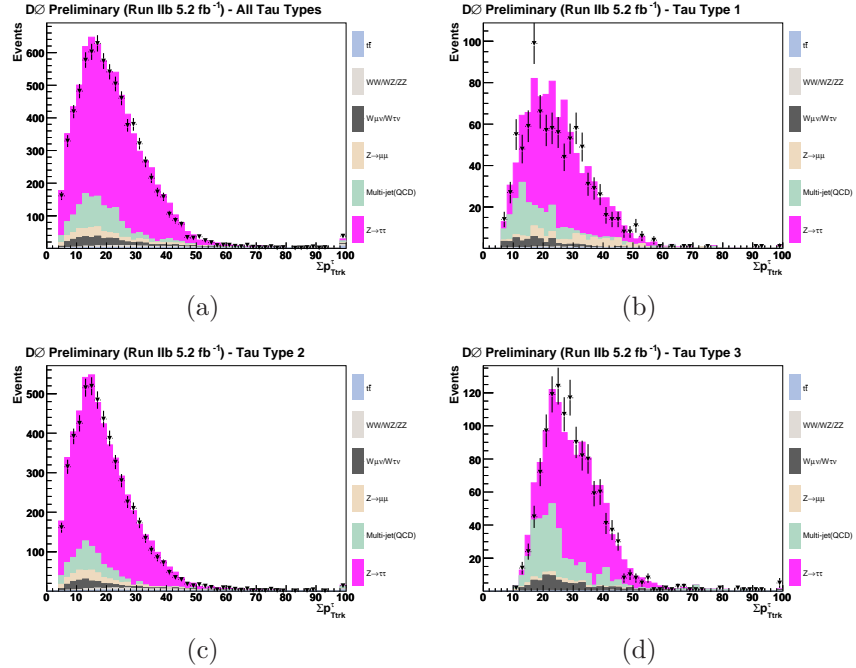 DØ Preliminary (Run IIb 5.2 fb⁻¹) - All Tau Types
Events
600
500
400
300
200
100
0 10 20 30 40 50 60 70 80 90 100
Σp^τ_Ttrk
tt̄
WW/WZ/ZZ
Wμν/Wτν
Z→μμ
Multi-jet(QCD)
Z→ττ
(a)
DØ Preliminary (Run IIb 5.2 fb⁻¹) - Tau Type 1
Events
100
80
60
40
20
0 10 20 30 40 50 60 70 80 90 100
Σp^τ_Ttrk
tt̄
WW/WZ/ZZ
Wμν/Wτν
Z→μμ
Multi-jet(QCD)
Z→ττ
(b)
DØ Preliminary (Run IIb 5.2 fb⁻¹) - Tau Type 2
Events
500
400
300
200
100
0 10 20 30 40 50 60 70 80 90 100
Σp^τ_Ttrk
tt̄
WW/WZ/ZZ
Wμν/Wτν
Z→μμ
Multi-jet(QCD)
Z→ττ
(c)
DØ Preliminary (Run IIb 5.2 fb⁻¹) - Tau Type 3
Events
120
100
80
60
40
20
0 10 20 30 40 50 60 70 80 90 100
Σp^τ_Ttrk
tt̄
WW/WZ/ZZ
Wμν/Wτν
Z→μμ
Multi-jet(QCD)
Z→ττ
(d)